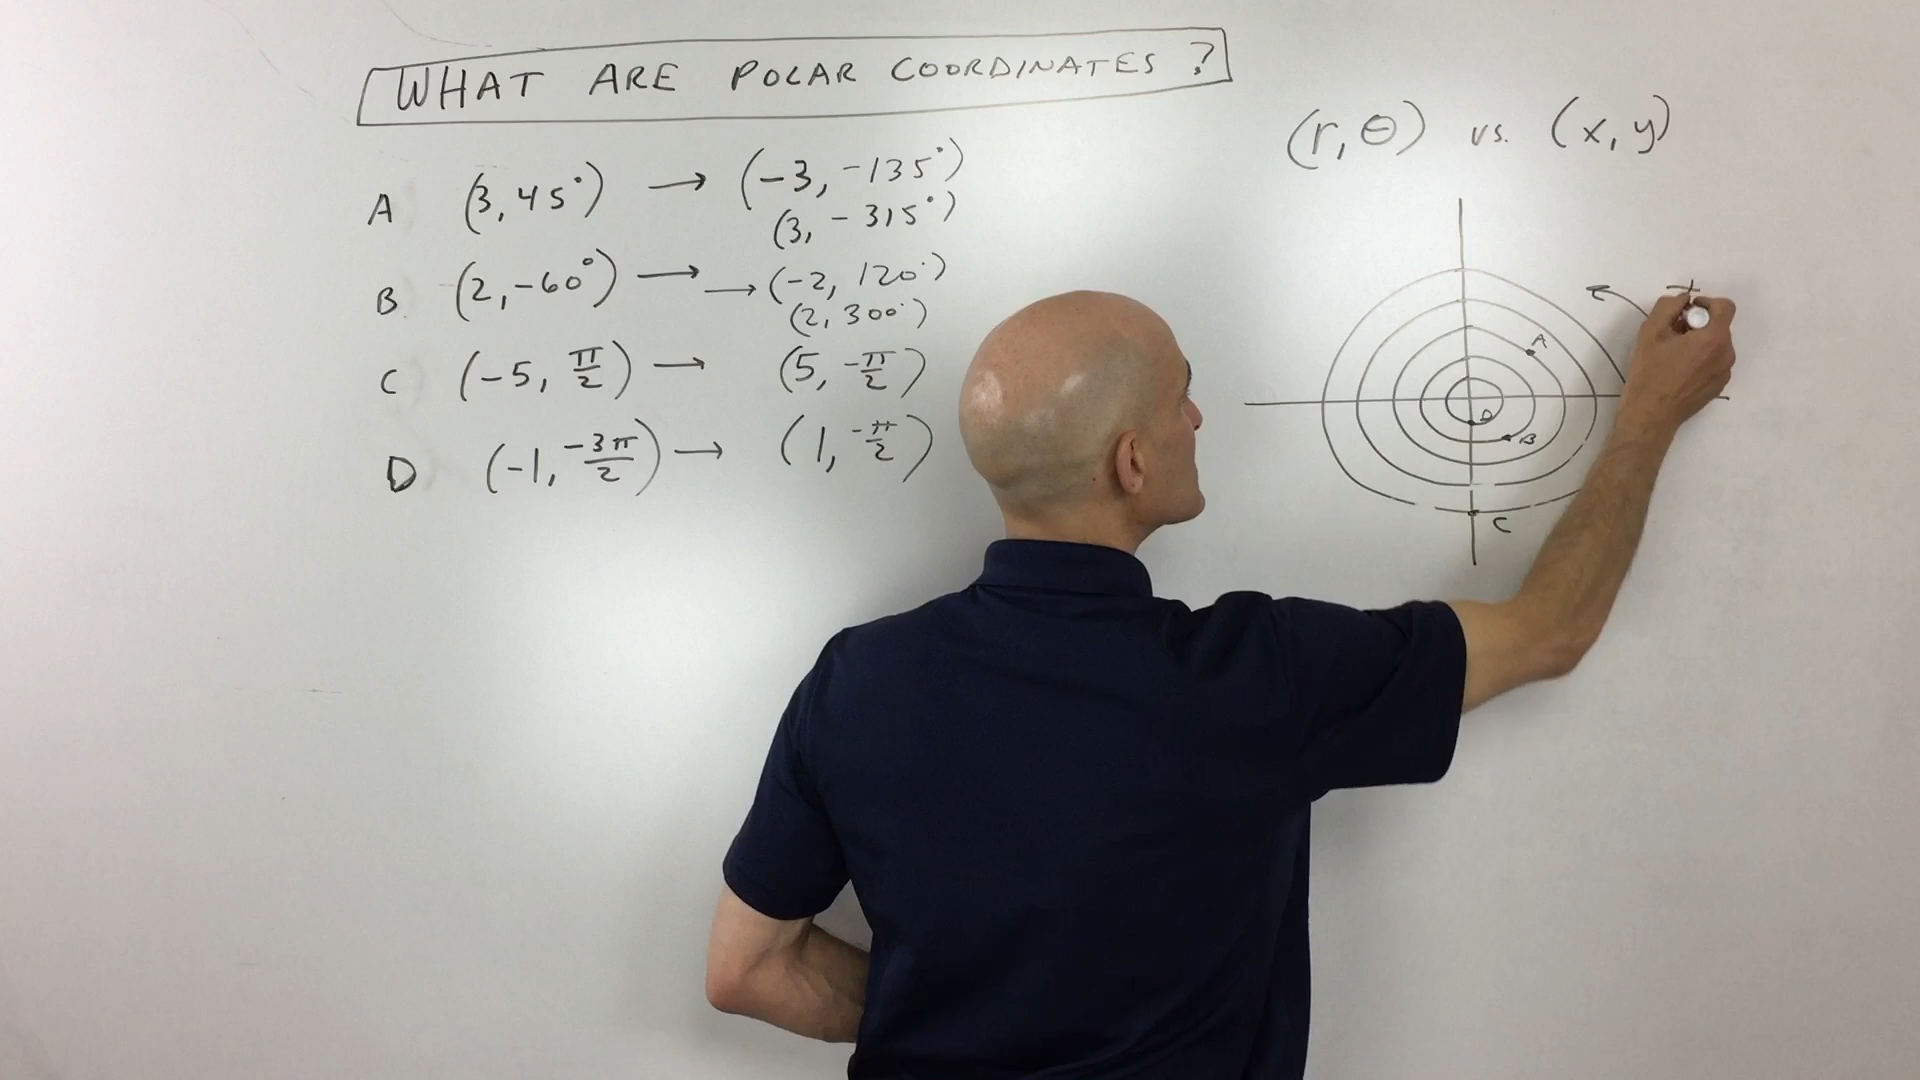 WHAT ARE POLAR COORDINATES ?
(r, θ) vs. (x, y)
A (3, 45°) → (-3, -135°)
(3, -315°)
B (2, -60°) → → (-2, 120°)
(2, 300°)
C (-5, π/2) → (5, -π/2)
D (-1, -3π/2) → (1, -π/2)
A
D
B
C
+